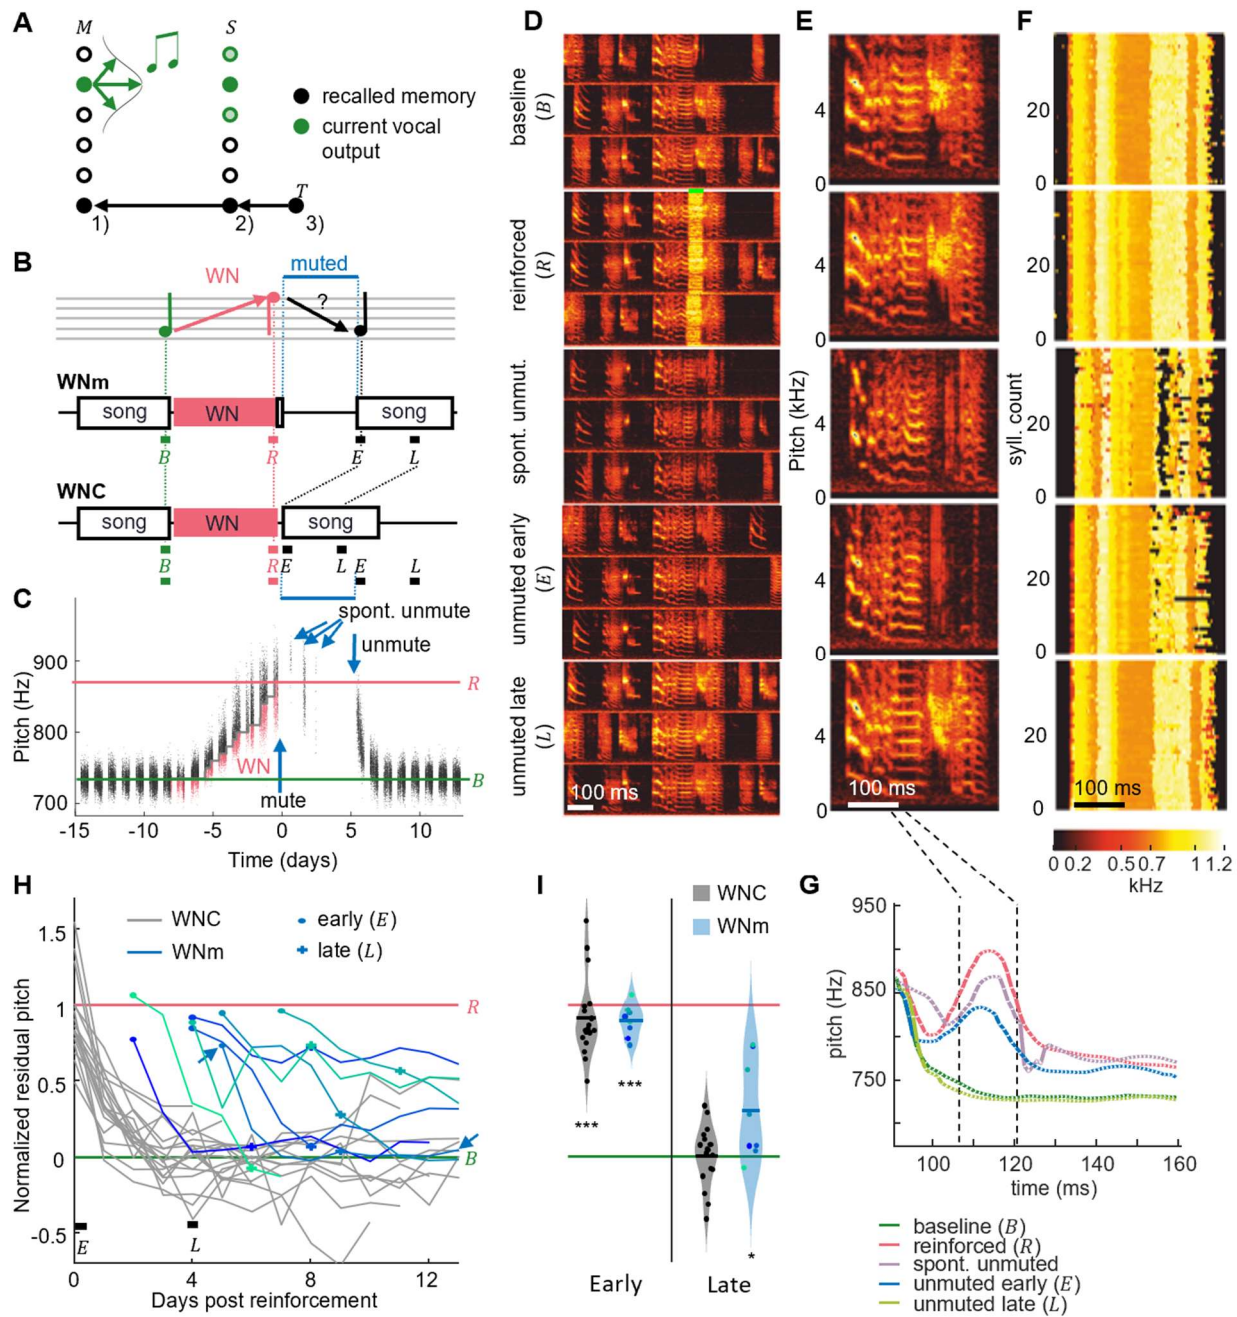 A
M
S
recalled memory
current vocal
output
T
1)
2)
3)
B
WN
muted
?
WNm
song
WN
song
B
R
E
L
WNC
song
WN
song
B
R
E
L
E
L
C
spont. unmute
unmute
900
800
700
Pitch (Hz)
R
WN
B
mute
-15
-10
-5
0
5
10
Time (days)
D
baseline
(B)
reinforced
(R)
spont. unmut.
unmuted early
(E)
unmuted late
(L)
100 ms
E
4
0
4
0
4
0
4
0
4
0
Pitch (kHz)
100 ms
F
20
0
20
0
20
0
20
0
20
0
syll. count
100 ms
0 0.2 0.5 0.7 1 1.2
kHz
H
WNC
WNm
early (E)
late (L)
1.5
1
0.5
0
-0.5
Normalized residual pitch
R
B
E
L
0
4
8
12
Days post reinforcement
I
WNC
WNm
***
***
*
Early
Late
G
950
850
750
pitch (Hz)
100
120
140
160
time (ms)
baseline (B)
reinforced (R)
spont. unmuted
unmuted early (E)
unmuted late (L)